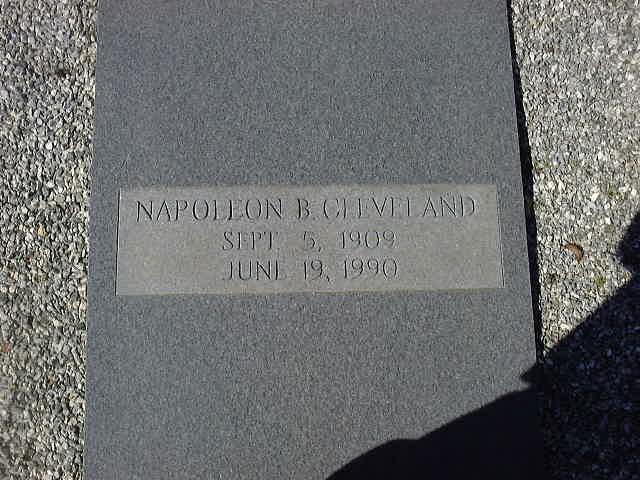 NAPOLEON B. CLEVELAND
SEPT. 5, 1909
JUNE 19, 1990